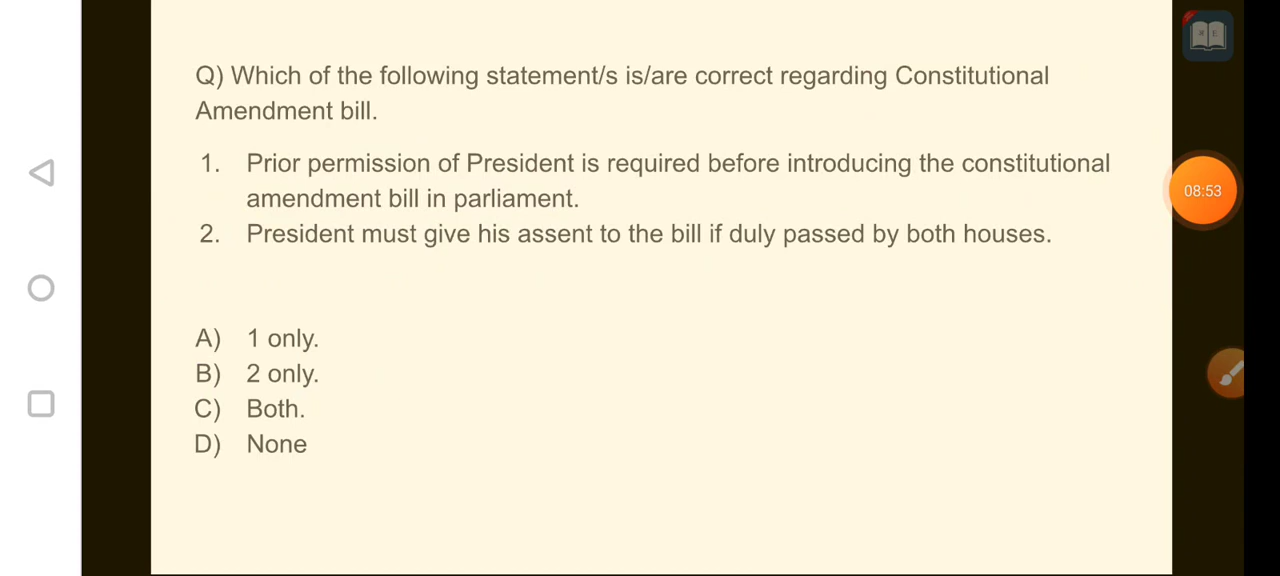 Q) Which of the following statement/s is/are correct regarding Constitutional
Amendment bill.
1. Prior permission of President is required before introducing the constitutional
amendment bill in parliament.
2. President must give his assent to the bill if duly passed by both houses.
08:53
A) 1 only.
B) 2 only.
C) Both.
D) None